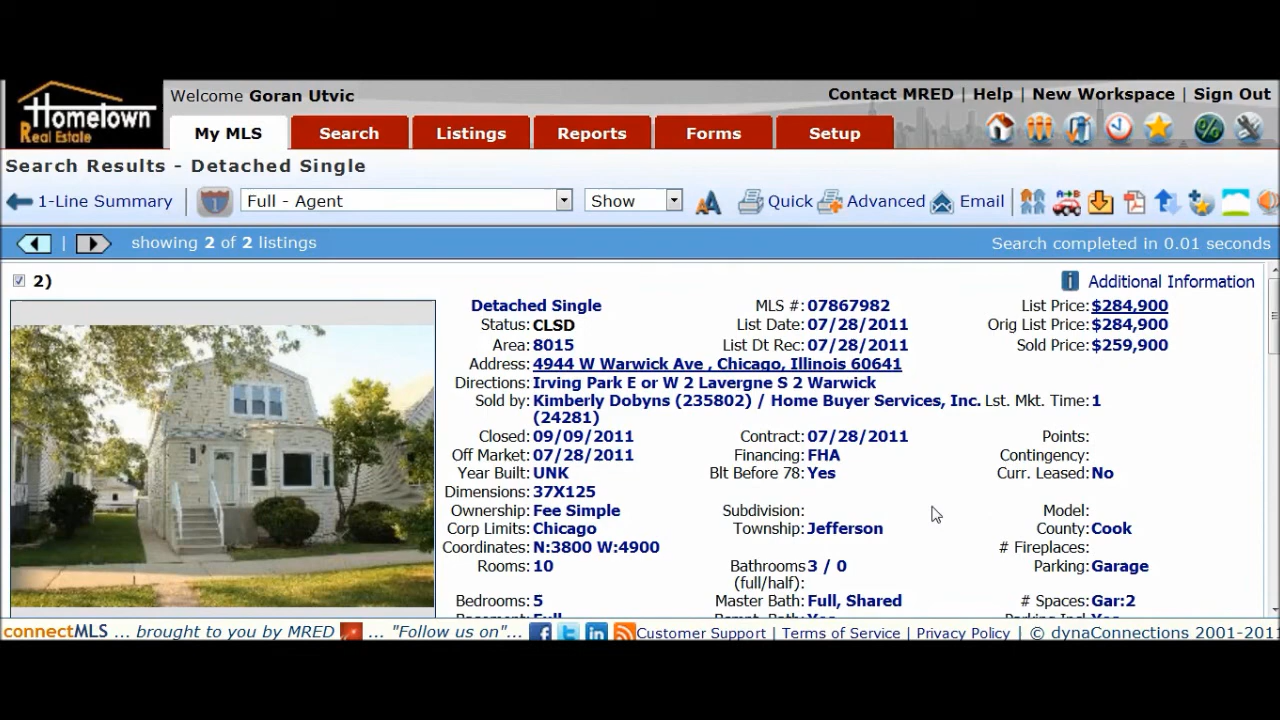 Hometown
Real Estate
Welcome Goran Utvic
Contact MRED | Help | New Workspace | Sign Out
My MLS Search Listings Reports Forms Setup
Search Results - Detached Single
1-Line Summary 1 Full - Agent Show AA Quick Advanced Email
showing 2 of 2 listings Search completed in 0.01 seconds
2) i Additional Information
Detached Single MLS #: 07867982 List Price: $284,900
Status: CLSD List Date: 07/28/2011 Orig List Price: $284,900
Area: 8015 List Dt Rec: 07/28/2011 Sold Price: $259,900
Address: 4944 W Warwick Ave , Chicago, Illinois 60641
Directions: Irving Park E or W 2 Lavergne S 2 Warwick
Sold by: Kimberly Dobyns (235802) / Home Buyer Services, Inc. Lst. Mkt. Time: 1
(24281)
Closed: 09/09/2011 Contract: 07/28/2011 Points:
Off Market: 07/28/2011 Financing: FHA Contingency:
Year Built: UNK Blt Before 78: Yes Curr. Leased: No
Dimensions: 37X125
Ownership: Fee Simple Subdivision: Model:
Corp Limits: Chicago Township: Jefferson County: Cook
Coordinates: N:3800 W:4900 # Fireplaces:
Rooms: 10 Bathrooms 3 / 0 Parking: Garage
(full/half):
Bedrooms: 5 Master Bath: Full, Shared # Spaces: Gar:2
connectMLS ... brought to you by MRED ... "Follow us on"... Customer Support | Terms of Service | Privacy Policy | © dynaConnections 2001-2011